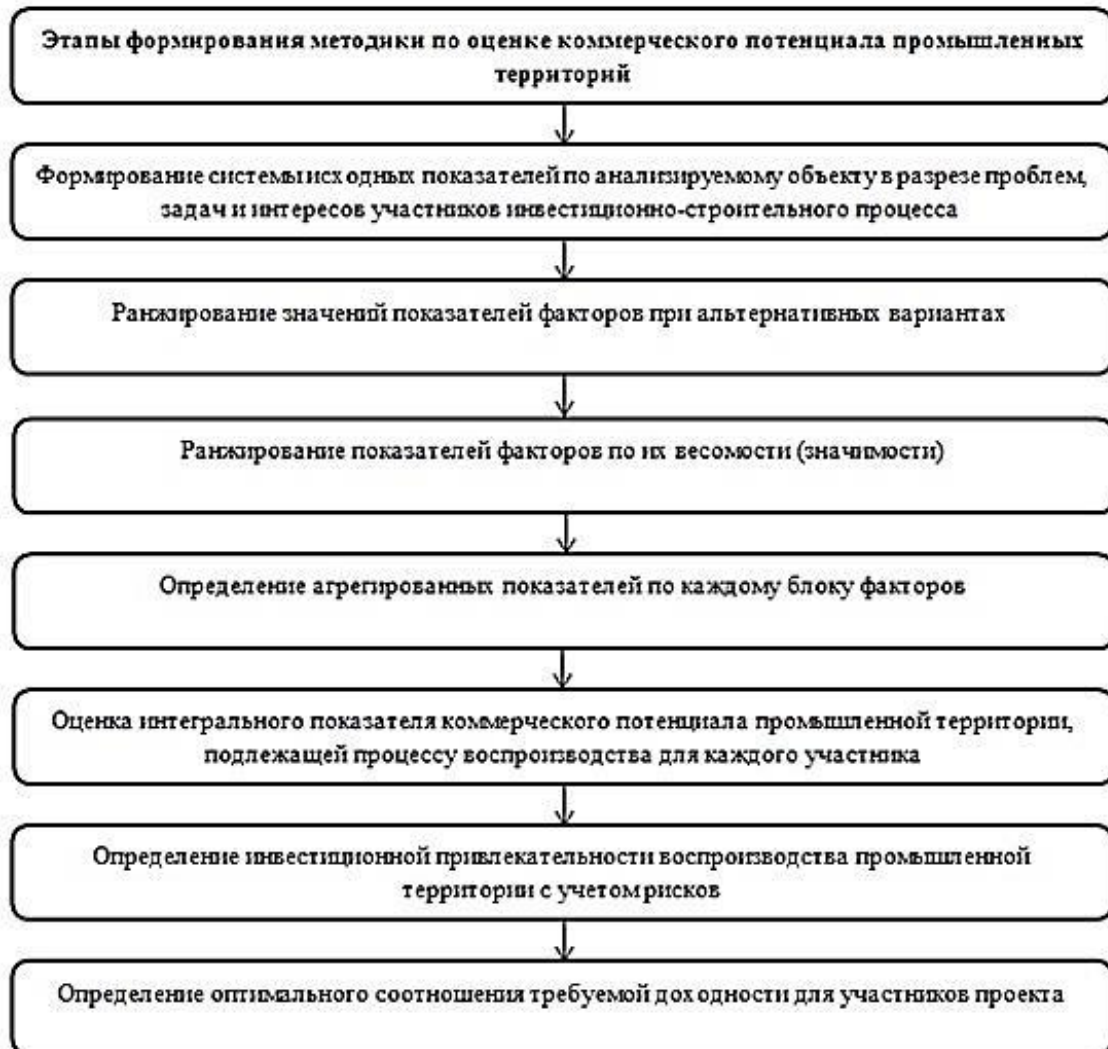 Этапы формирования методики по оценке коммерческого потенциала промышленных
территорий
Формирование системы исходных показателей по анализируемому объекту в разрезе проблем,
задач и интересов участников инвестиционно-строительного процесса
Ранжирование значений показателей факторов при альтернативных вариантах
Ранжирование показателей факторов по их весомости (значимости)
Определение агрегированных показателей по каждому блоку факторов
Оценка интегрального показателя коммерческого потенциала промышленной территории,
подлежащей процессу воспроизводства для каждого участника
Определение инвестиционной привлекательности воспроизводства промышленной
территории с учетом рисков
Определение оптимального соотношения требуемой доходности для участников проекта